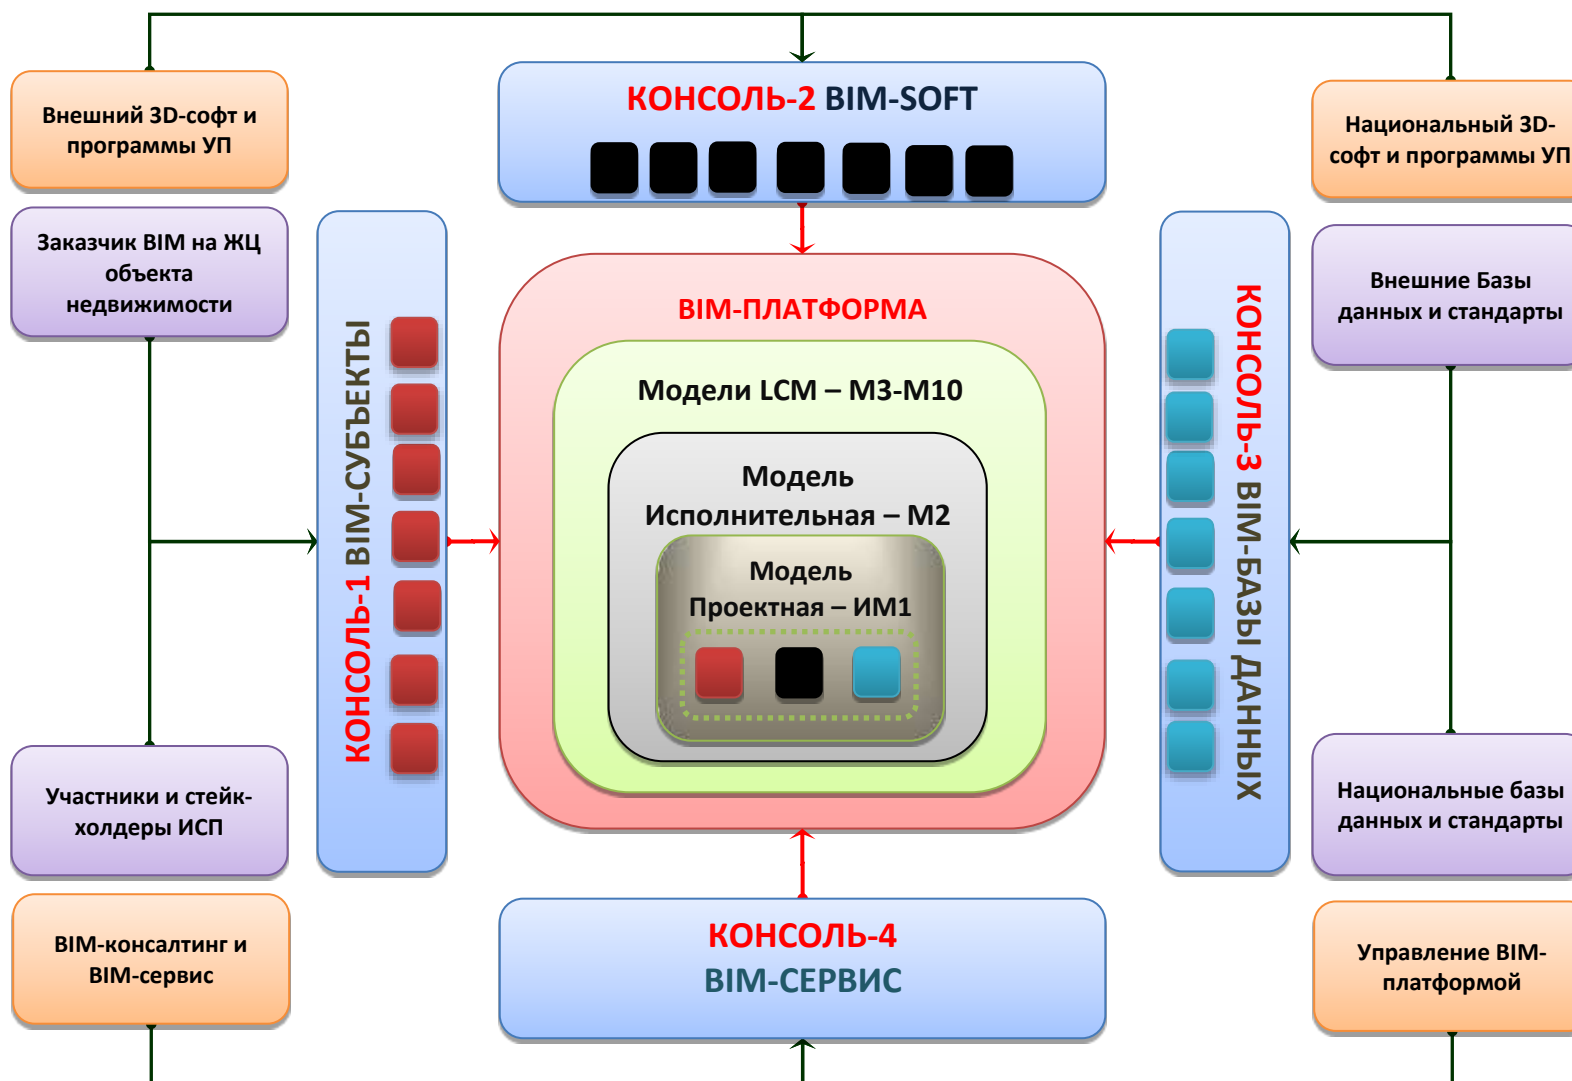 КОНСОЛЬ-2 BIM-SOFT
Внешний 3D-софт и
программы УП
Национальный 3D-
софт и программы УП
Заказчик BIM на ЖЦ
объекта
недвижимости
КОНСОЛЬ-1 BIM-СУБЪЕКТЫ
BIM-ПЛАТФОРМА
Модели LCM – М3-М10
Модель
Исполнительная – М2
Модель
Проектная – ИМ1
КОНСОЛЬ-3 BIM-БАЗЫ ДАННЫХ
Внешние Базы
данных и стандарты
Участники и стейк-
холдеры ИСП
Национальные базы
данных и стандарты
BIM-консалтинг и
BIM-сервис
КОНСОЛЬ-4
BIM-СЕРВИС
Управление BIM-
платформой